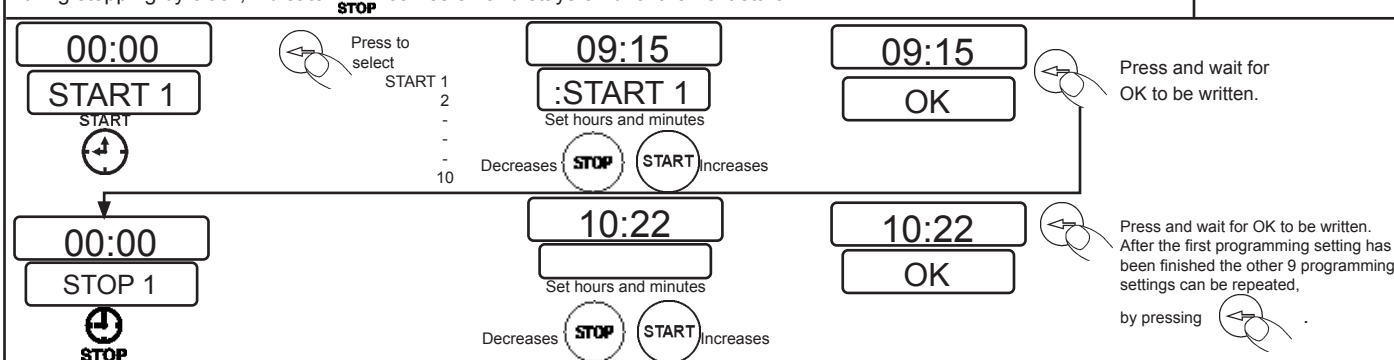 STOP
00:00
START 1
START
Press to
select
START 1
2
-
-
-
10
09:15
:START 1
Set hours and minutes
Decreases STOP START Increases
09:15
OK
Press and wait for
OK to be written.
00:00
STOP 1
STOP
10:22
Set hours and minutes
Decreases STOP START Increases
10:22
OK
Press and wait for OK to be written.
After the first programming setting has
been finished the other 9 programming
settings can be repeated,
by pressing .